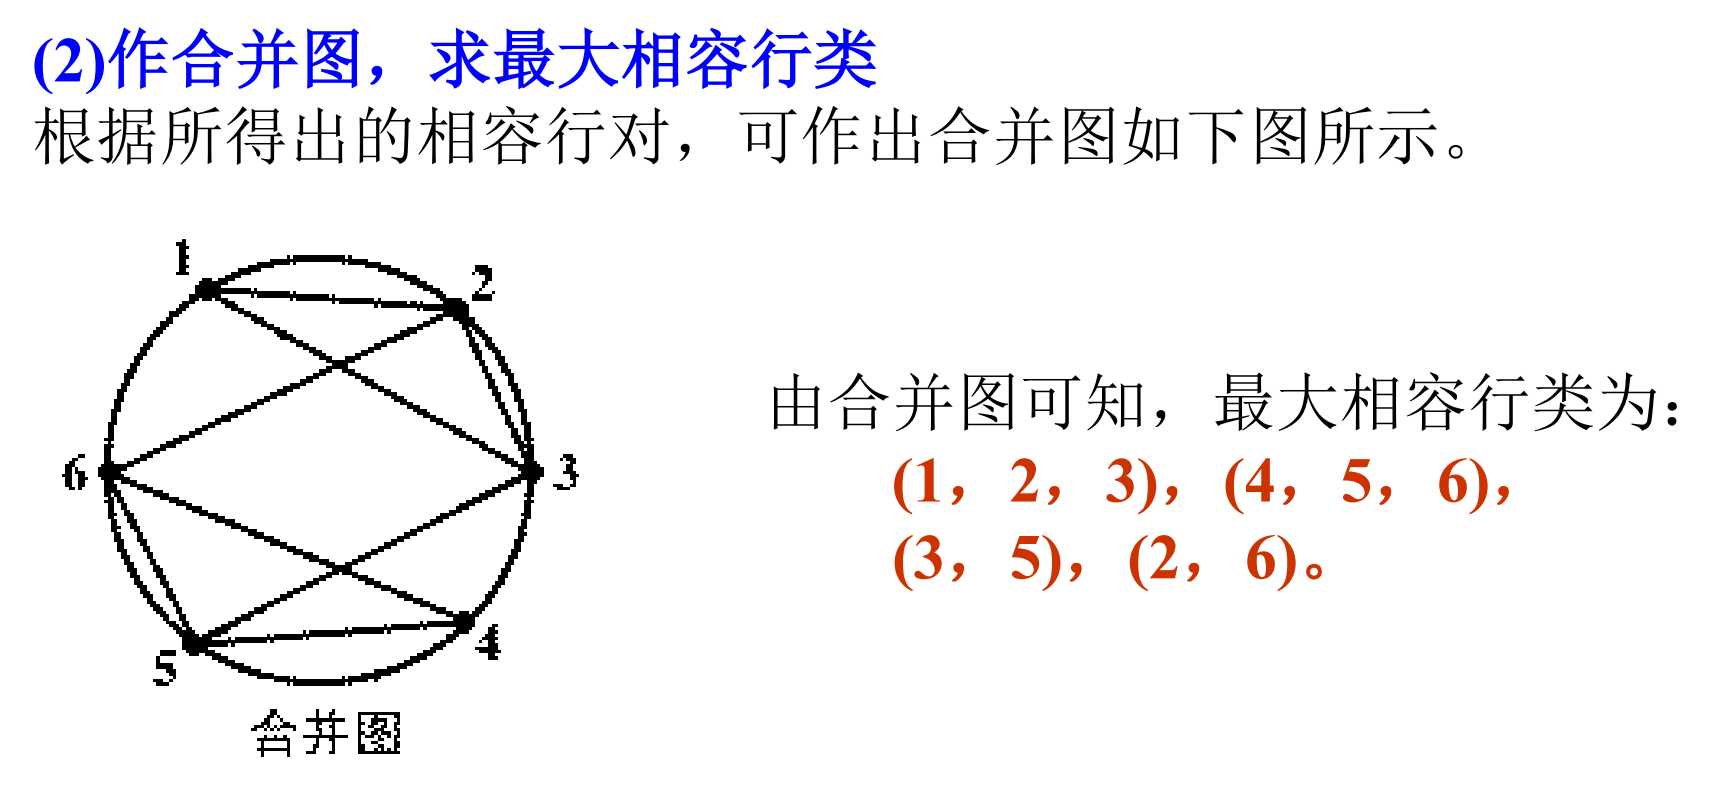 (2)作合并图，求最大相容行类
根据所得出的相容行对，可作出合并图如下图所示。
1
2
6
3
5
4
合并图
由合并图可知，最大相容行类为：
(1，2，3)，(4，5，6)，
(3，5)，(2，6)。